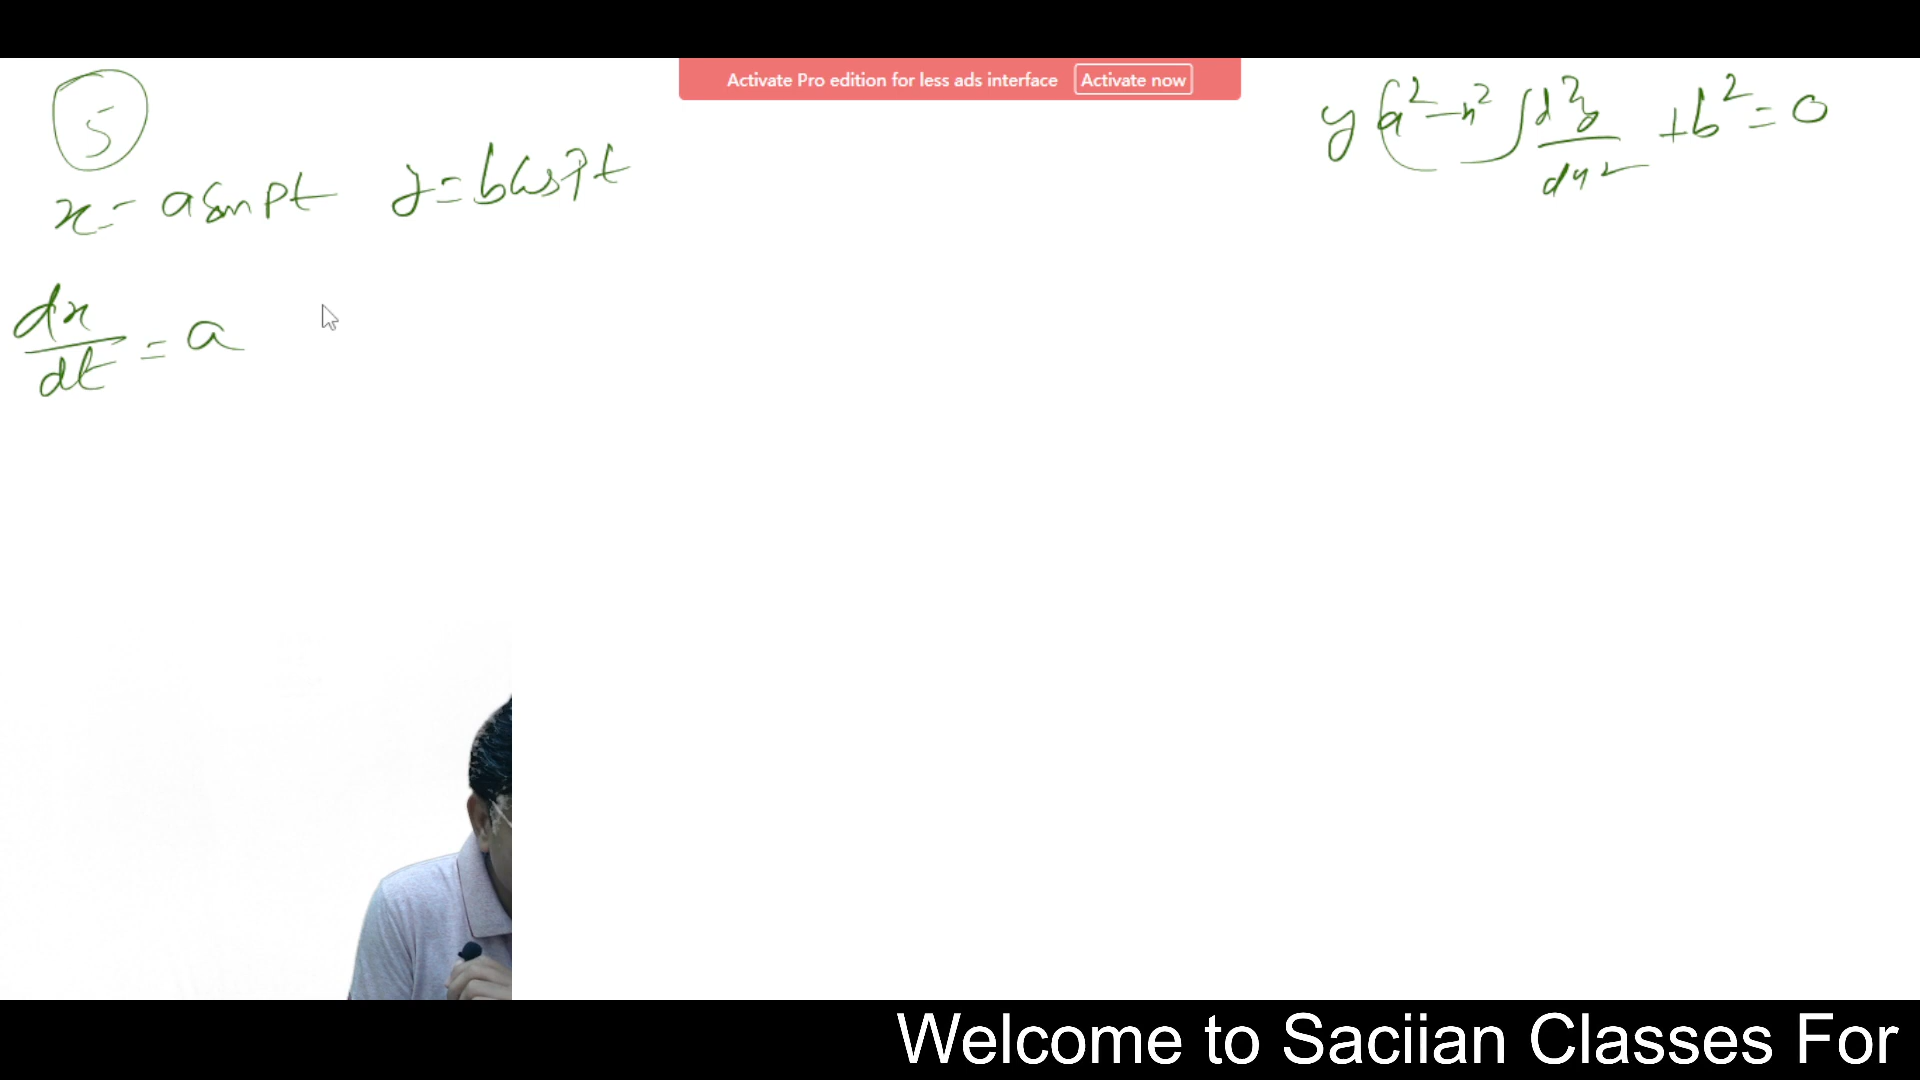 Activate Pro edition for less ads interface Activate now
5
y(a²-x²)d²y/dx² + b² = 0
x = a sin pt y = b cos pt
dx/dt = a
Welcome to Saciian Classes For